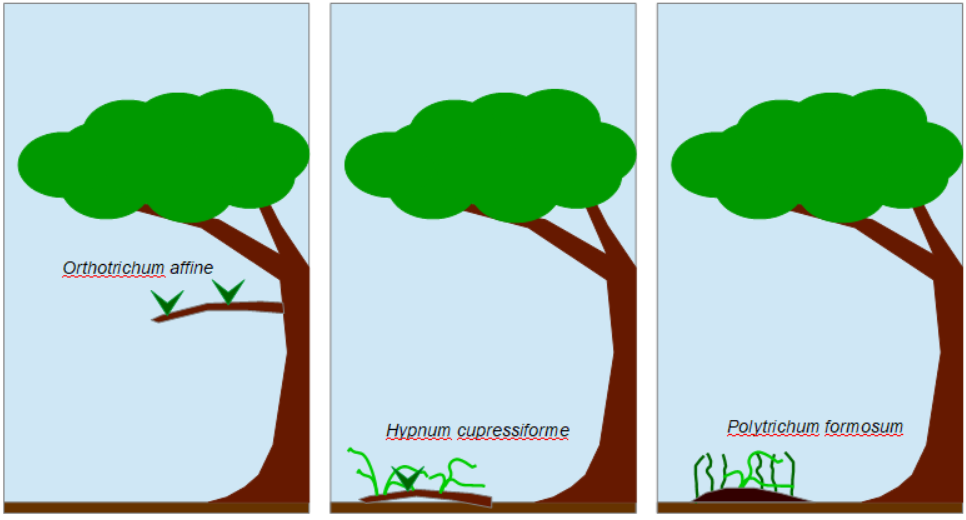 Orthotrichum affine
Hypnum cupressiforme
Polytrichum formosum